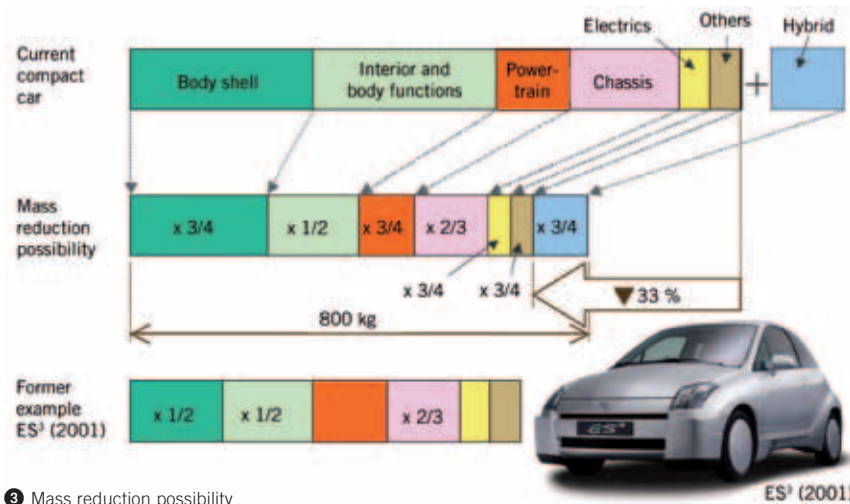 Electrics
Others
Hybrid
Current
compact
car
Body shell
Interior and
body functions
Power-
train
Chassis
+
Mass
reduction
possibility
x 3/4
x 1/2
x 3/4
x 2/3
x 3/4
x 3/4
x 3/4
▼ 33 %
800 kg
Former
example
ES³ (2001)
x 1/2
x 1/2
x 2/3
ES³
ES³ (2001)
3 Mass reduction possibility